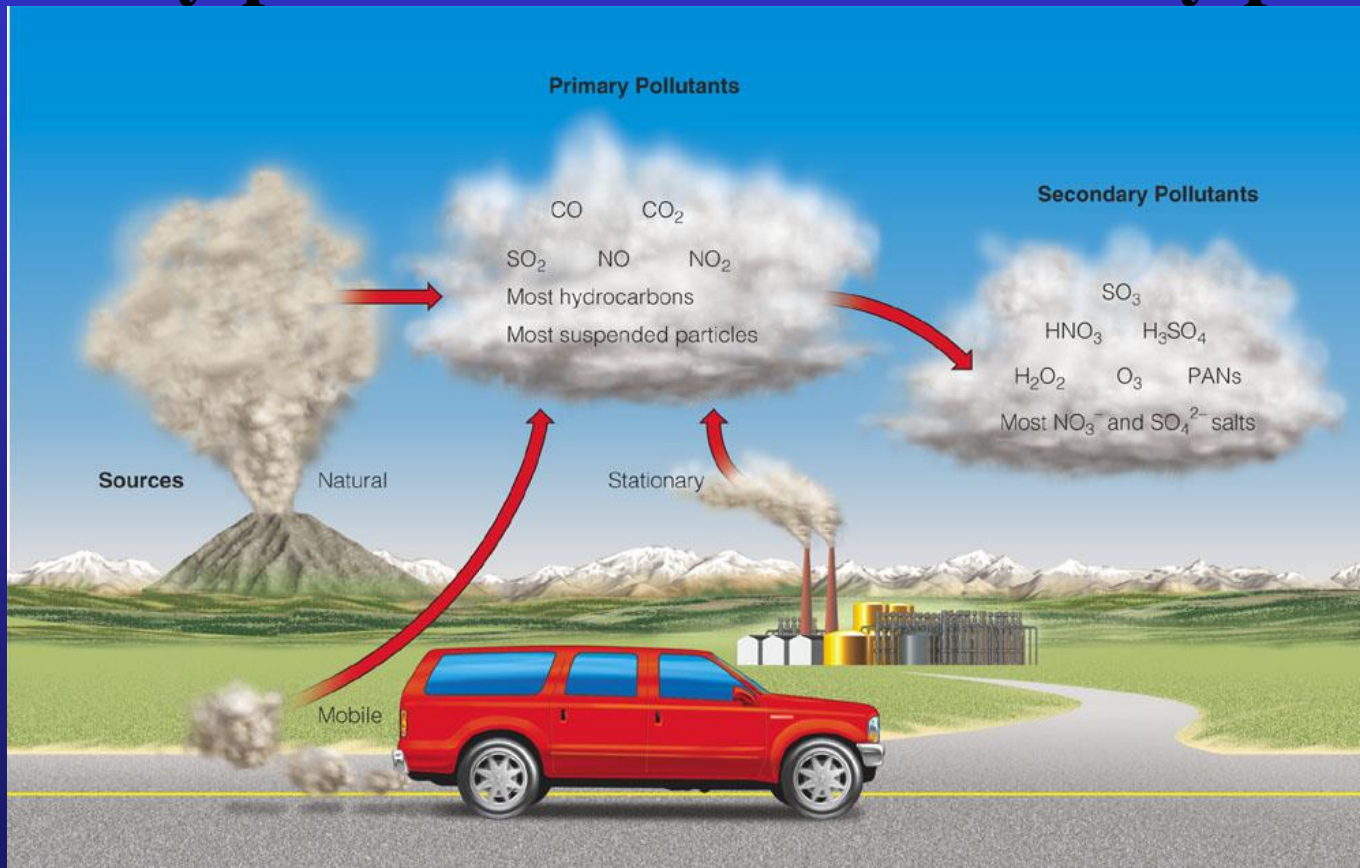 Primary Pollutants
CO CO₂
SO₂ NO NO₂
Most hydrocarbons
Most suspended particles
Secondary Pollutants
SO₃
HNO₃ H₃SO₄
H₂O₂ O₃ PANs
Most NO₃⁻ and SO₄²⁻ salts
Sources Natural
Stationary
Mobile